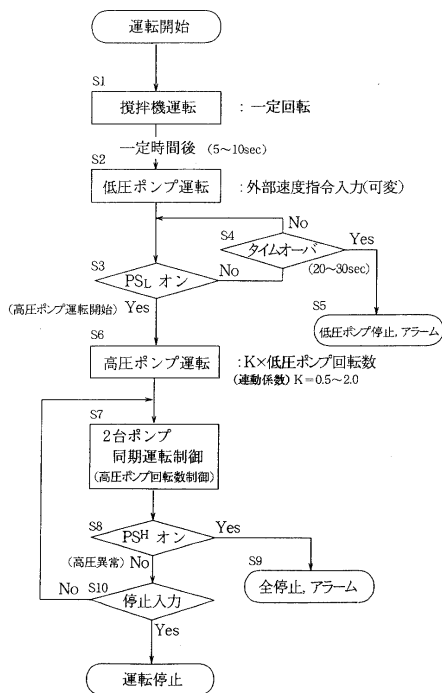 運転開始
S1
攪拌機運転 : 一定回転
一定時間後 (5〜10sec)
S2
低圧ポンプ運転 : 外部速度指令入力(可変)
No
S4
タイムオーバ
Yes
(20〜30sec)
S3
PSL オン
No
(高圧ポンプ運転開始) Yes
S5
低圧ポンプ停止, アラーム
S6
高圧ポンプ運転 : K×低圧ポンプ回転数
(連動係数) K=0.5〜2.0
S7
2台ポンプ
同期運転制御
(高圧ポンプ回転数制御)
S8
PSH オン
Yes
(高圧異常) No
S9
全停止, アラーム
No
S10
停止入力
Yes
運転停止